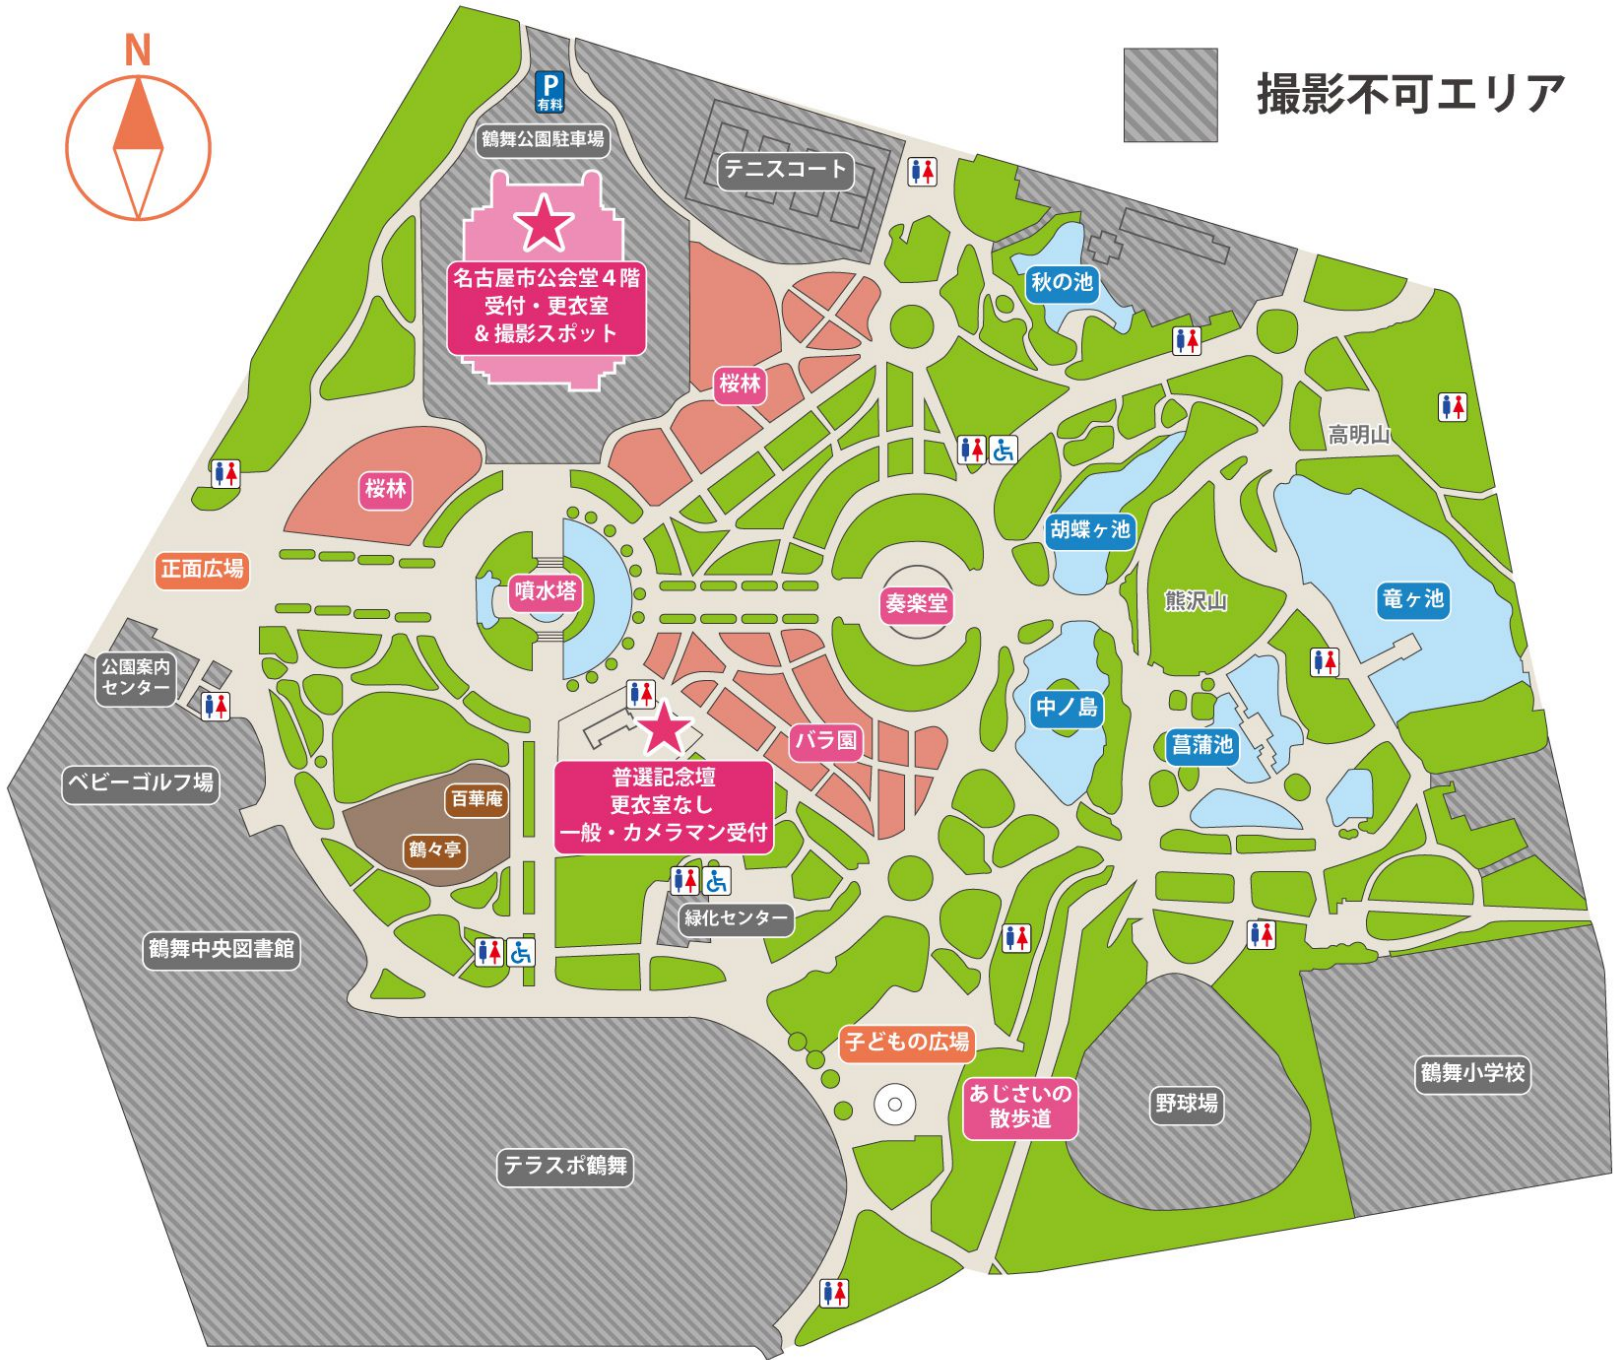 N
撮影不可エリア
P
有料
鶴舞公園駐車場
テニスコート
名古屋市公会堂4階
受付・更衣室
&撮影スポット
秋の池
桜林
高明山
桜林
胡蝶ヶ池
正面広場
噴水塔
奏楽堂
熊沢山
竜ヶ池
公園案内
センター
中ノ島
バラ園
菖蒲池
ベビーゴルフ場
普選記念壇
更衣室なし
一般・カメラマン受付
百華庵
鶴々亭
緑化センター
鶴舞中央図書館
子どもの広場
あじさいの
散歩道
野球場
鶴舞小学校
テラスポ鶴舞